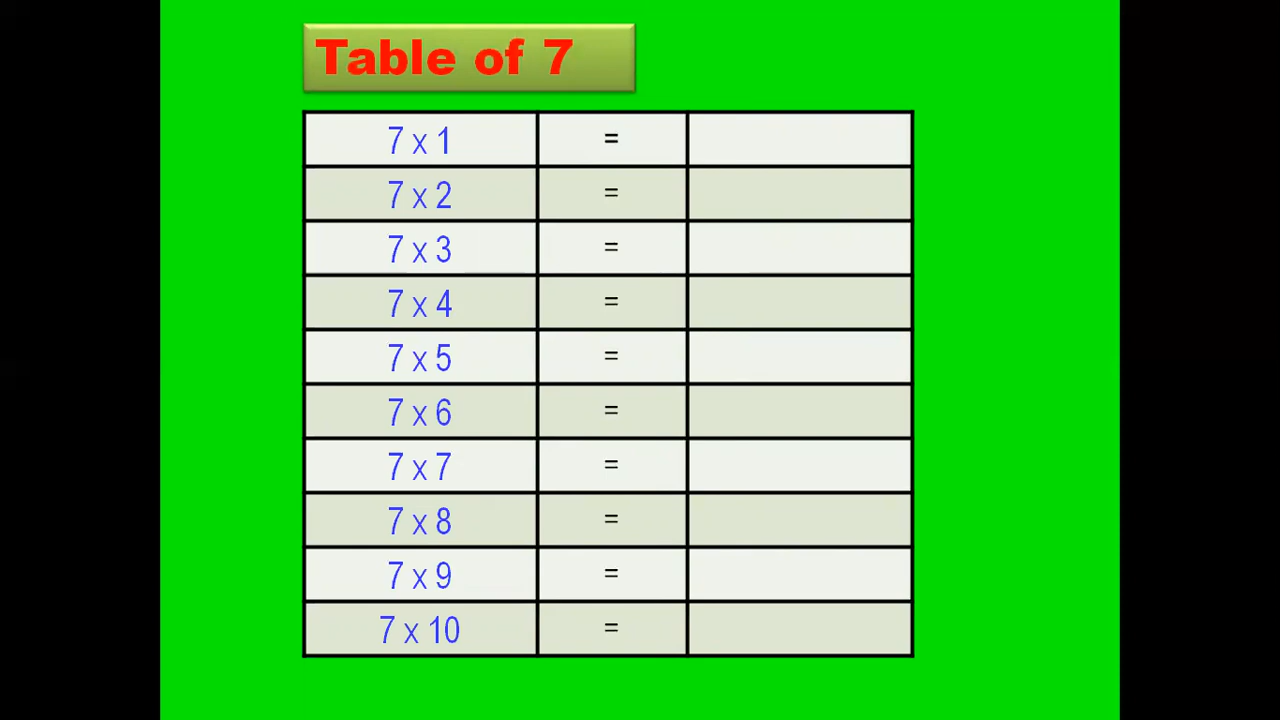 Table of 7
7 x 1 =
7 x 2 =
7 x 3 =
7 x 4 =
7 x 5 =
7 x 6 =
7 x 7 =
7 x 8 =
7 x 9 =
7 x 10 =